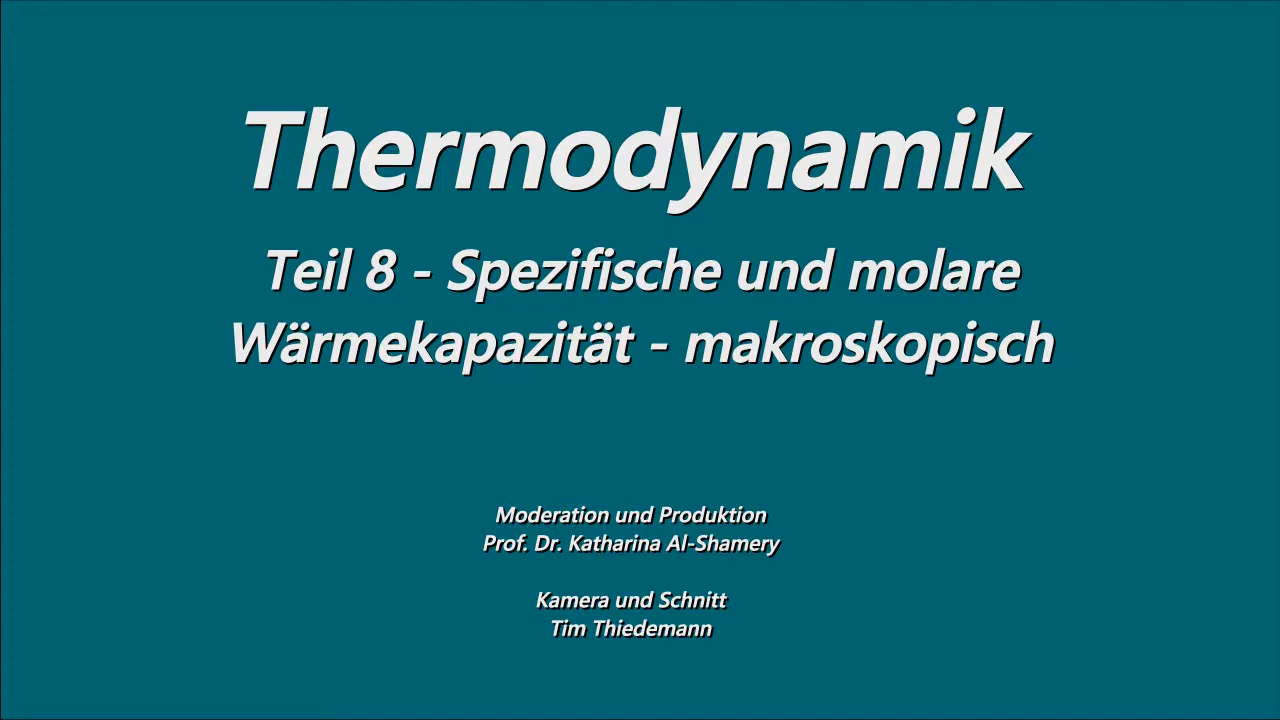 Thermodynamik
Teil 8 - Spezifische und molare
Wärmekapazität - makroskopisch
Moderation und Produktion
Prof. Dr. Katharina Al-Shamery
Kamera und Schnitt
Tim Thiedemann